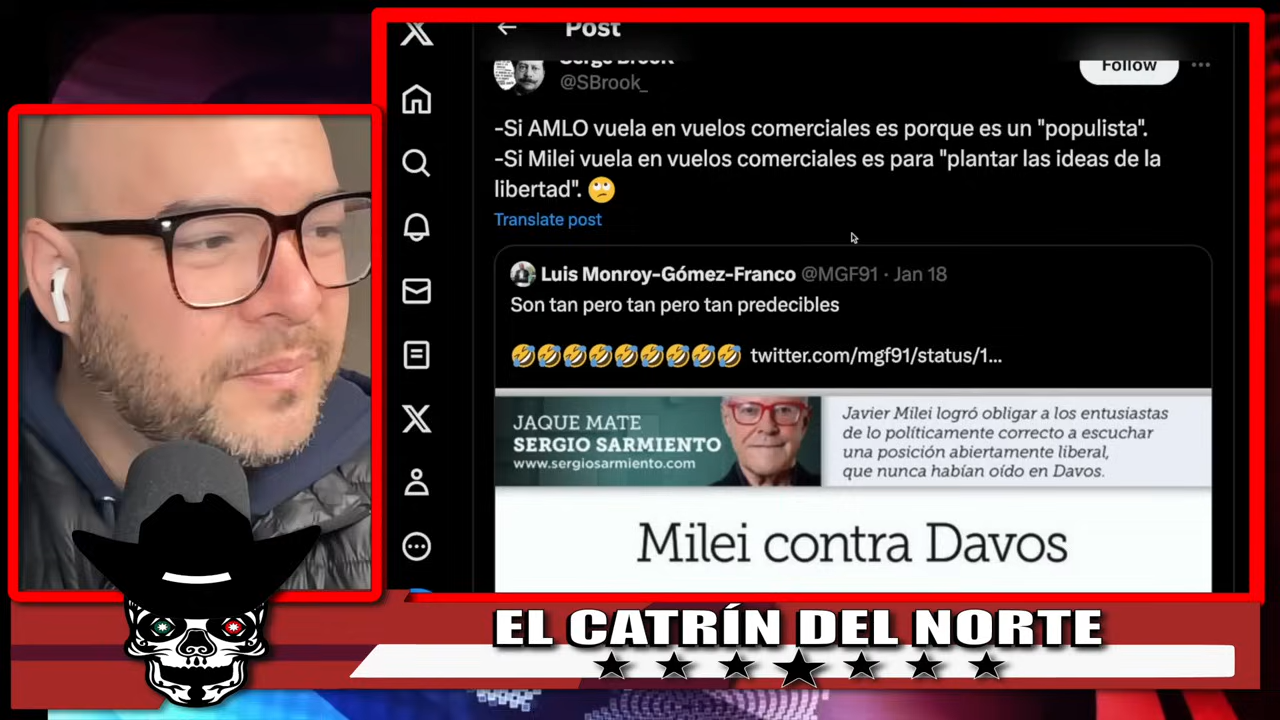 Post
Serge Brook
@SBrook_
Follow
-Si AMLO vuela en vuelos comerciales es porque es un "populista".
-Si Milei vuela en vuelos comerciales es para "plantar las ideas de la
libertad". 🙄
Translate post
Luis Monroy-Gómez-Franco @MGF91 · Jan 18
Son tan pero tan pero tan predecibles
🤣🤣🤣🤣🤣🤣🤣🤣🤣 twitter.com/mgf91/status/1...
JAQUE MATE
SERGIO SARMIENTO
www.sergiosarmiento.com
Javier Milei logró obligar a los entusiastas
de lo políticamente correcto a escuchar
una posición abiertamente liberal,
que nunca habían oído en Davos.
Milei contra Davos
EL CATRÍN DEL NORTE